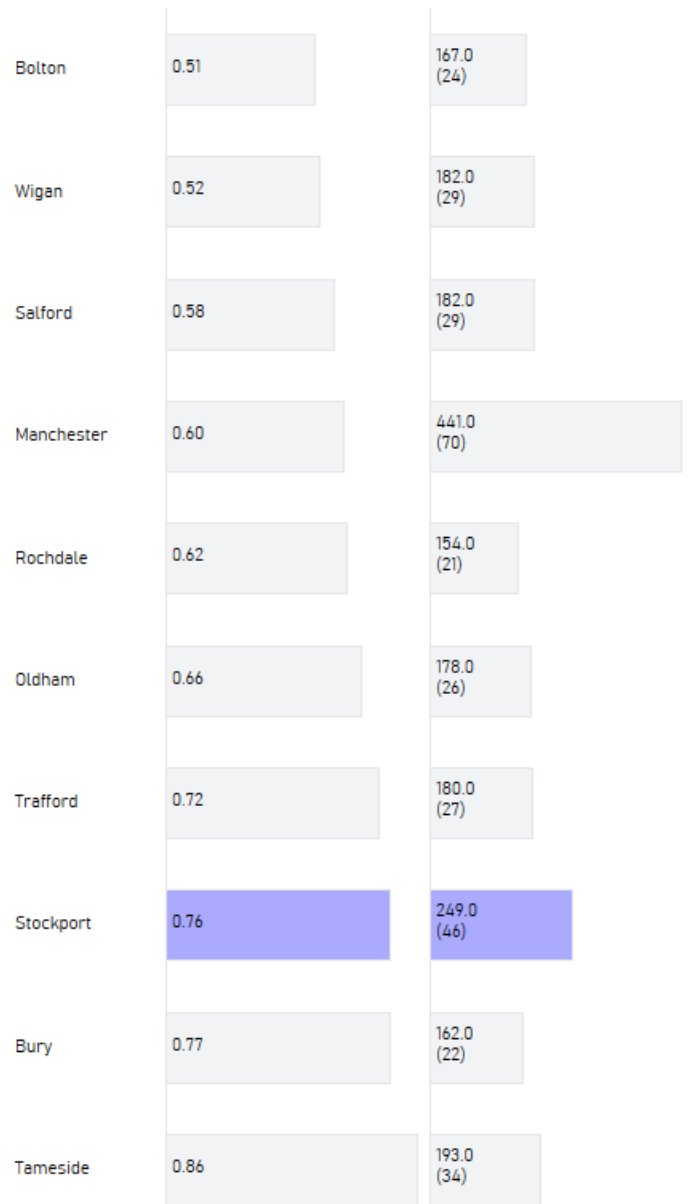 Bolton 0.51 167.0
(24)
Wigan 0.52 182.0
(29)
Salford 0.58 182.0
(29)
Manchester 0.60 441.0
(70)
Rochdale 0.62 154.0
(21)
Oldham 0.66 178.0
(26)
Trafford 0.72 180.0
(27)
Stockport 0.76 249.0
(46)
Bury 0.77 162.0
(22)
Tameside 0.86 193.0
(34)